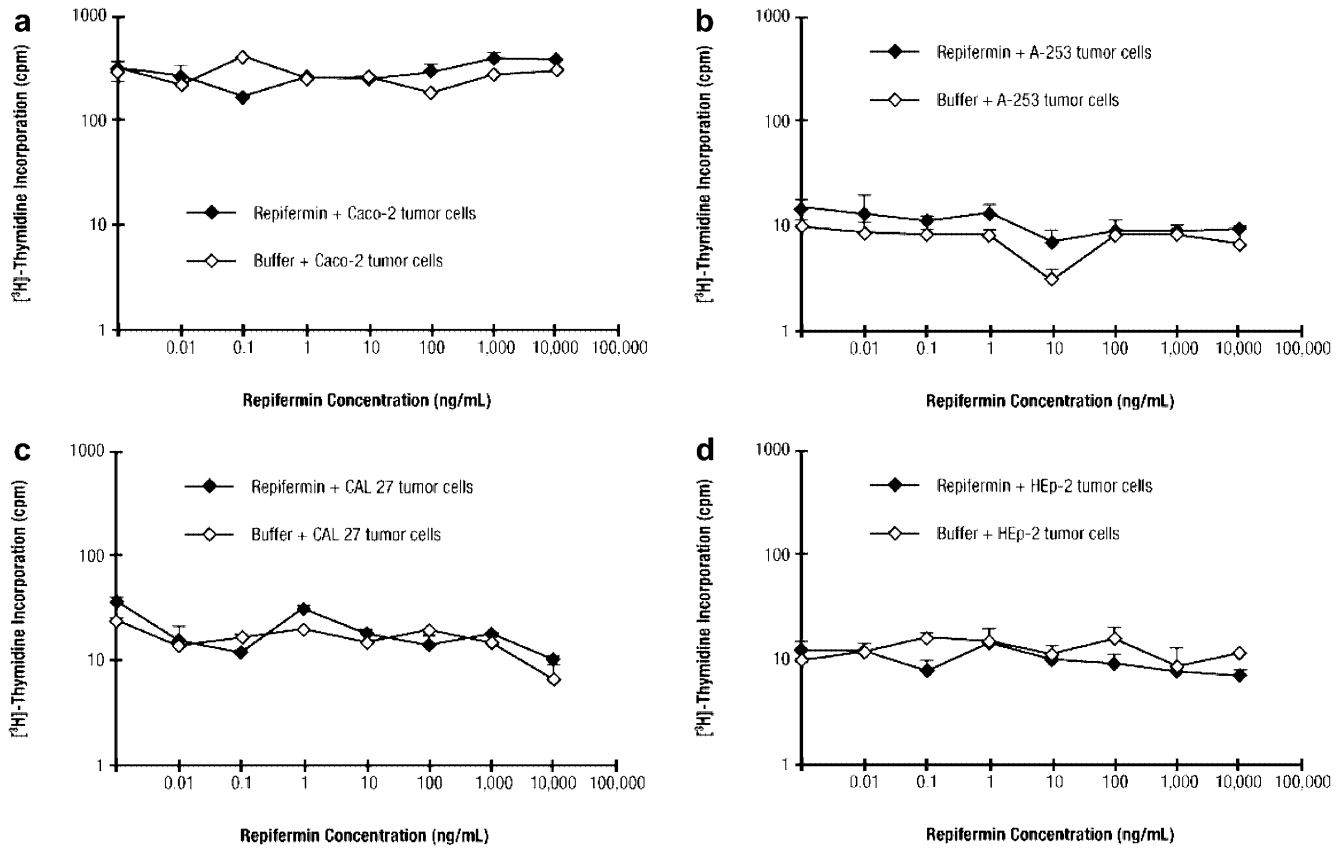 a
1000
100
10
1
[³H]-Thymidine Incorporation (cpm)
Repifermin + Caco-2 tumor cells
Buffer + Caco-2 tumor cells
0.01 0.1 1 10 100 1,000 10,000 100,000
Repifermin Concentration (ng/mL)
b
1000
100
10
1
[³H]-Thymidine Incorporation (cpm)
Repifermin + A-253 tumor cells
Buffer + A-253 tumor cells
0.01 0.1 1 10 100 1,000 10,000 100,000
Repifermin Concentration (ng/mL)
c
1000
100
10
1
[³H]-Thymidine Incorporation (cpm)
Repifermin + CAL 27 tumor cells
Buffer + CAL 27 tumor cells
0.01 0.1 1 10 100 1,000 10,000 100,000
Repifermin Concentration (ng/mL)
d
1000
100
10
1
[³H]-Thymidine Incorporation (cpm)
Repifermin + HEp-2 tumor cells
Buffer + HEp-2 tumor cells
0.01 0.1 1 10 100 1,000 10,000 100,000
Repifermin Concentration (ng/mL)